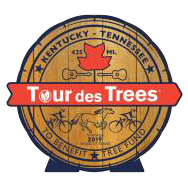 KENTUCKY - TENNESSEE
425 MI.
Tour des Trees®
2019
TO BENEFIT ★ TREE FUND